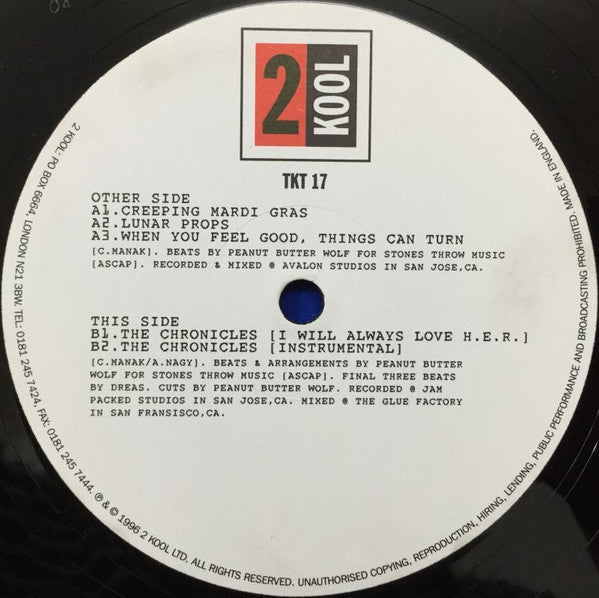 2 KOOL
TKT 17
OTHER SIDE
A1.CREEPING MARDI GRAS
A2.LUNAR PROPS
A3.WHEN YOU FEEL GOOD, THINGS CAN TURN
[C.MANAK]. BEATS BY PEANUT BUTTER WOLF FOR STONES THROW MUSIC
[ASCAP]. RECORDED & MIXED @ AVALON STUDIOS IN SAN JOSE,CA.
THIS SIDE
B1.THE CHRONICLES [I WILL ALWAYS LOVE H.E.R.]
B2.THE CHRONICLES [INSTRUMENTAL]
[C.MANAK/A.NAGY]. BEATS & ARRANGEMENTS BY PEANUT BUTTER
WOLF FOR STONES THROW MUSIC [ASCAP]. FINAL THREE BEATS
BY DREAS. CUTS BY PEANUT BUTTER WOLF. RECORDED @ JAM
PACKED STUDIOS IN SAN JOSE,CA. MIXED @ THE GLUE FACTORY
IN SAN FRANSISCO,CA.
2 KOOL: PO BOX 6664, LONDON N21 3BW, TEL: 0181 245 7424, FAX: 0181 245 7444. ℗ & © 1996 2 KOOL LTD. ALL RIGHTS RESERVED. UNAUTHORISED COPYING, REPRODUCTION, HIRING, LENDING, PUBLIC PERFORMANCE AND BROADCASTING PROHIBITED. MADE IN ENGLAND.